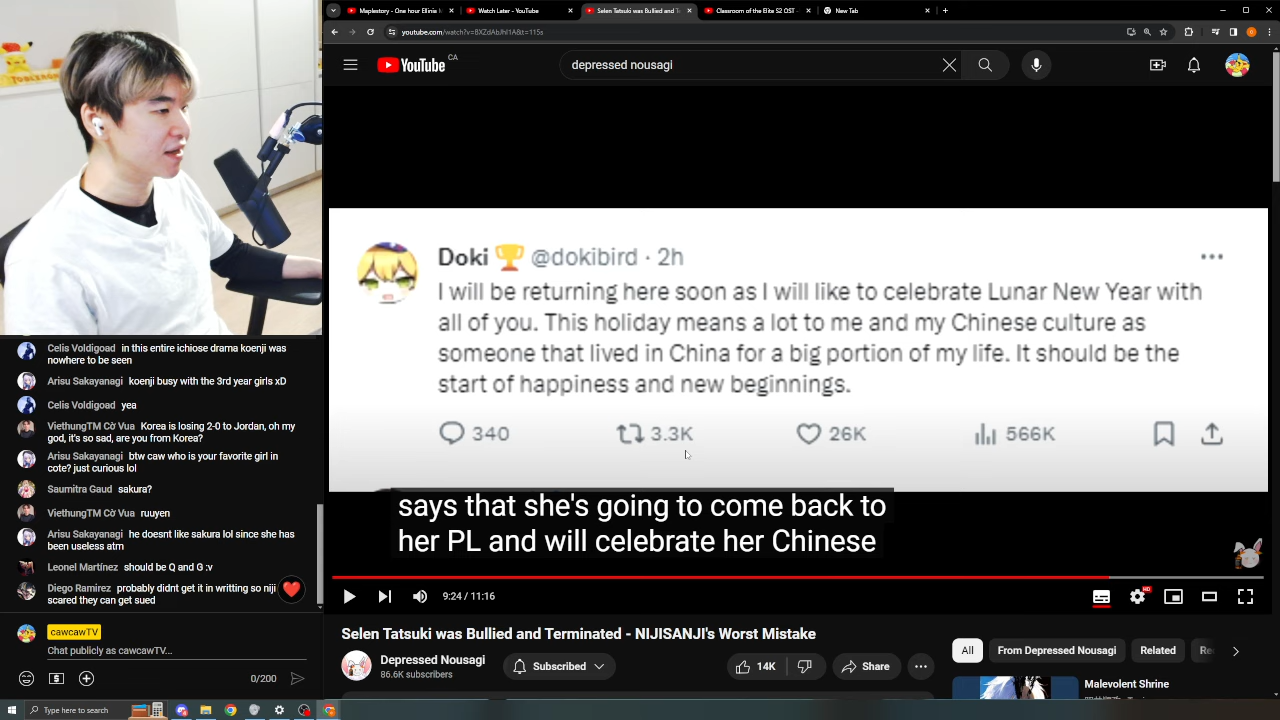 Maplestory - One hour Ellinia
Watch Later - YouTube
Selen Tatsuki was Bullied and T
Classroom of the Elite S2 OST -
New Tab
youtube.com/watch?v=8XZdAbJhI1A&t=115s
YouTube CA
depressed nousagi
Doki 🏆 @dokibird · 2h
I will be returning here soon as I will like to celebrate Lunar New Year with
all of you. This holiday means a lot to me and my Chinese culture as
someone that lived in China for a big portion of my life. It should be the
start of happiness and new beginnings.
340 3.3K 26K 566K
says that she's going to come back to
her PL and will celebrate her Chinese
9:24 / 11:16
HD
Selen Tatsuki was Bullied and Terminated - NIJISANJI's Worst Mistake
Depressed Nousagi
86.6K subscribers
Subscribed
14K
Share
All
From Depressed Nousagi
Related
Re
Malevolent Shrine
Celis Voldigoad in this entire ichiose drama koenji was
nowhere to be seen
Arisu Sakayanagi koenji busy with the 3rd year girls xD
Celis Voldigoad yea
ViethungTM Cờ Vua Korea is losing 2-0 to Jordan, oh my
god, it's so sad, are you from Korea?
Arisu Sakayanagi btw caw who is your favorite girl in
cote? just curious lol
Saumitra Gaud sakura?
ViethungTM Cờ Vua ruuyen
Arisu Sakayanagi he doesnt like sakura lol since she has
been useless atm
Leonel Martínez should be Q and G :v
Diego Ramirez probably didnt get it in writting so niji
scared they can get sued
cawcawTV
Chat publicly as cawcawTV...
0/200
Type here to search